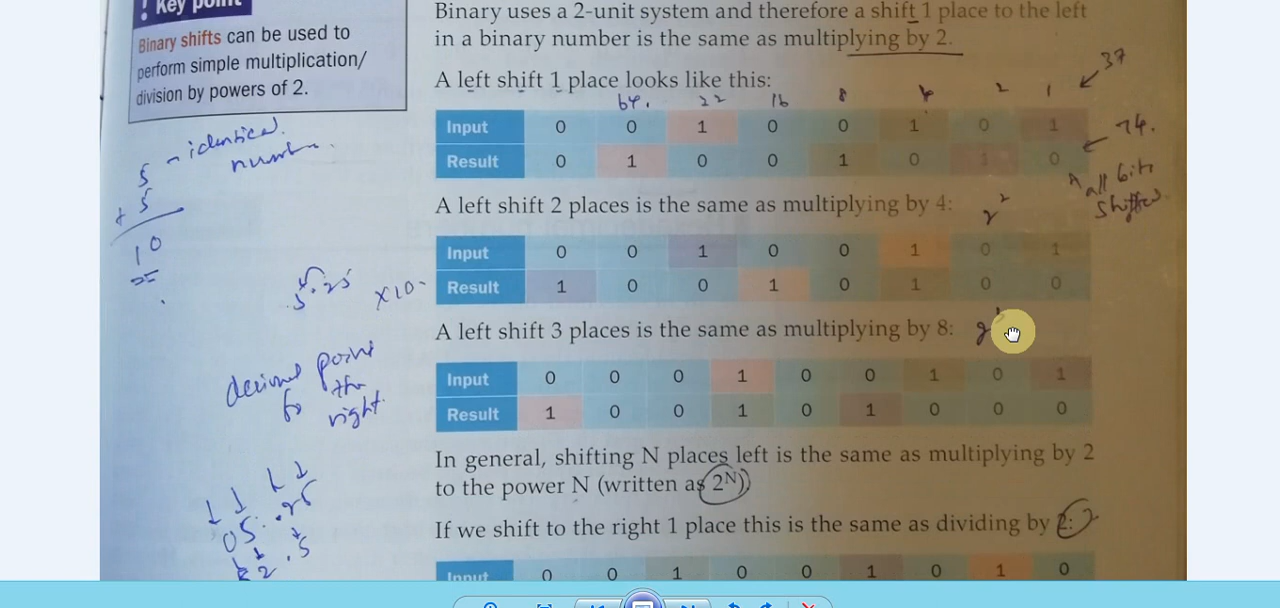 ! Key point
Binary shifts can be used to
perform simple multiplication/
division by powers of 2.
Binary uses a 2-unit system and therefore a shift 1 place to the left
in a binary number is the same as multiplying by 2.
A left shift 1 place looks like this:
64 32 16 8 4 2 1 37
Input 0 0 1 0 0 1 0 1
Result 0 1 0 0 1 0 1 0
74.
all bits
shifted
5 - identical
number
+ 5
10
A left shift 2 places is the same as multiplying by 4: 2²
Input 0 0 1 0 0 1 0 1
Result 1 0 0 1 0 1 0 0
×10
A left shift 3 places is the same as multiplying by 8:
Input 0 0 0 1 0 0 1 0 1
Result 1 0 0 1 0 1 0 0 0
point
to the
right
In general, shifting N places left is the same as multiplying by 2
to the power N (written as 2ᴺ)
05.25
2.5
If we shift to the right 1 place this is the same as dividing by 2:
Input 0 0 1 0 0 1 0 1 0